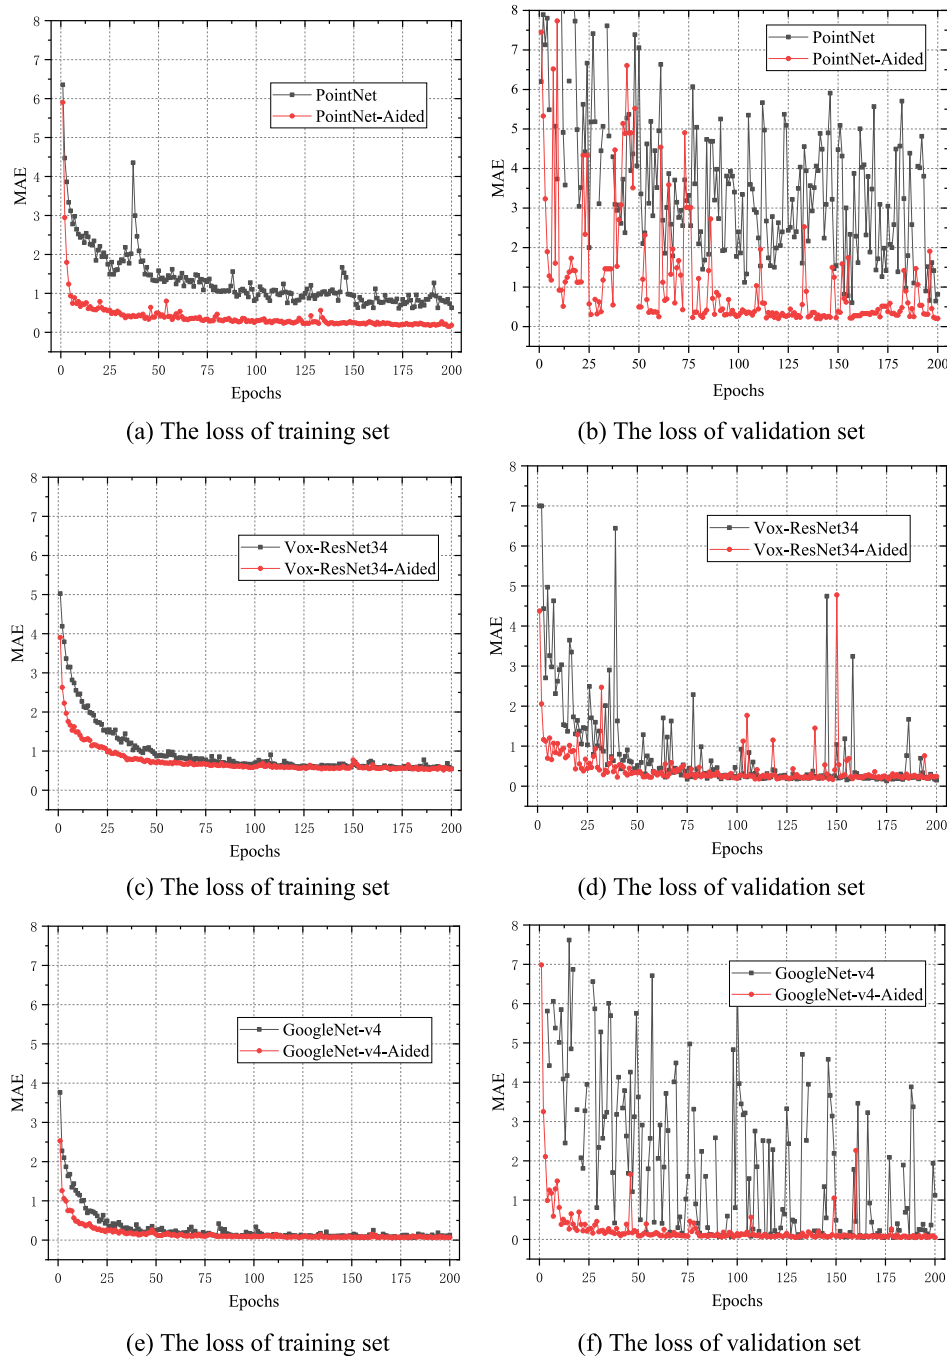 8
7
6
5
4
3
2
1
0
MAE
PointNet
PointNet-Aided
0 25 50 75 100 125 150 175 200
Epochs
(a) The loss of training set
8
7
6
5
4
3
2
1
0
MAE
PointNet
PointNet-Aided
0 25 50 75 100 125 150 175 200
Epochs
(b) The loss of validation set
8
7
6
5
4
3
2
1
0
MAE
Vox-ResNet34
Vox-ResNet34-Aided
0 25 50 75 100 125 150 175 200
Epochs
(c) The loss of training set
8
7
6
5
4
3
2
1
0
MAE
Vox-ResNet34
Vox-ResNet34-Aided
0 25 50 75 100 125 150 175 200
Epochs
(d) The loss of validation set
8
7
6
5
4
3
2
1
0
MAE
GoogleNet-v4
GoogleNet-v4-Aided
0 25 50 75 100 125 150 175 200
Epochs
(e) The loss of training set
8
7
6
5
4
3
2
1
0
MAE
GoogleNet-v4
GoogleNet-v4-Aided
0 25 50 75 100 125 150 175 200
Epochs
(f) The loss of validation set